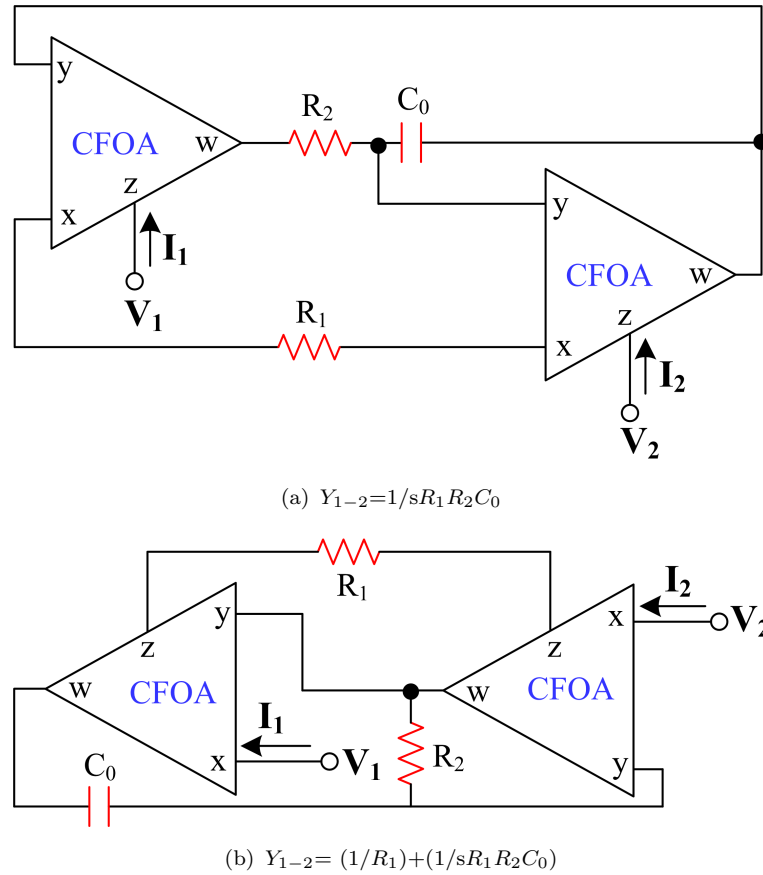 y
CFOA
w
z
x
I₁
V₁
R₂
C₀
y
CFOA
w
z
x
I₂
V₂
R₁
(a) Y₁₋₂=1/sR₁R₂C₀
R₁
y
z
CFOA
w
x
I₁
V₁
C₀
R₂
I₂
V₂
x
z
CFOA
w
y
(b) Y₁₋₂= (1/R₁)+(1/sR₁R₂C₀)